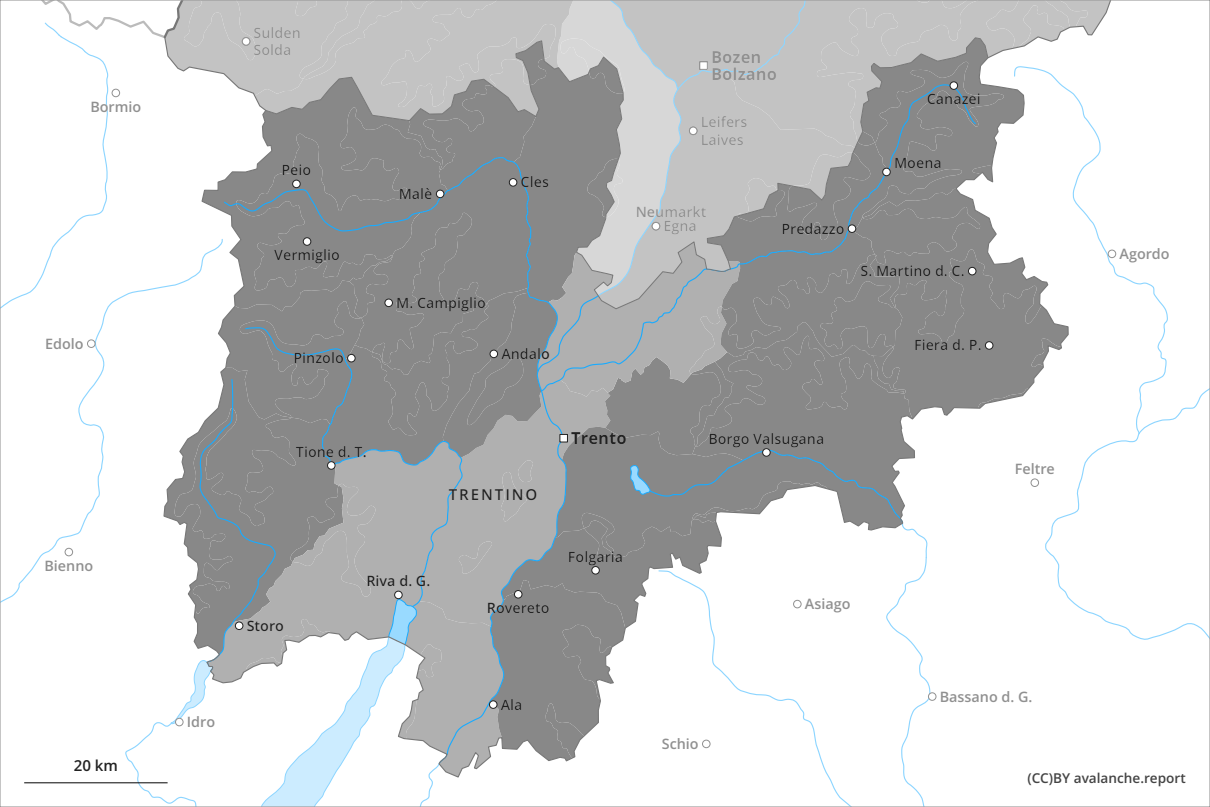 Sulden
Solda
Bozen
Bolzano
Bormio
Canazei
Leifers
Laives
Moena
Peio
Malè
Cles
Neumarkt
Egna
Predazzo
Vermiglio
Agordo
S. Martino d. C.
M. Campiglio
Edolo
Pinzolo
Andalo
Fiera d. P.
Trento
Borgo Valsugana
Tione d. T.
Feltre
TRENTINO
Folgaria
Bienno
Riva d. G.
Rovereto
Asiago
Storo
Bassano d. G.
Ala
Idro
Schio
20 km
(CC)BY avalanche.report